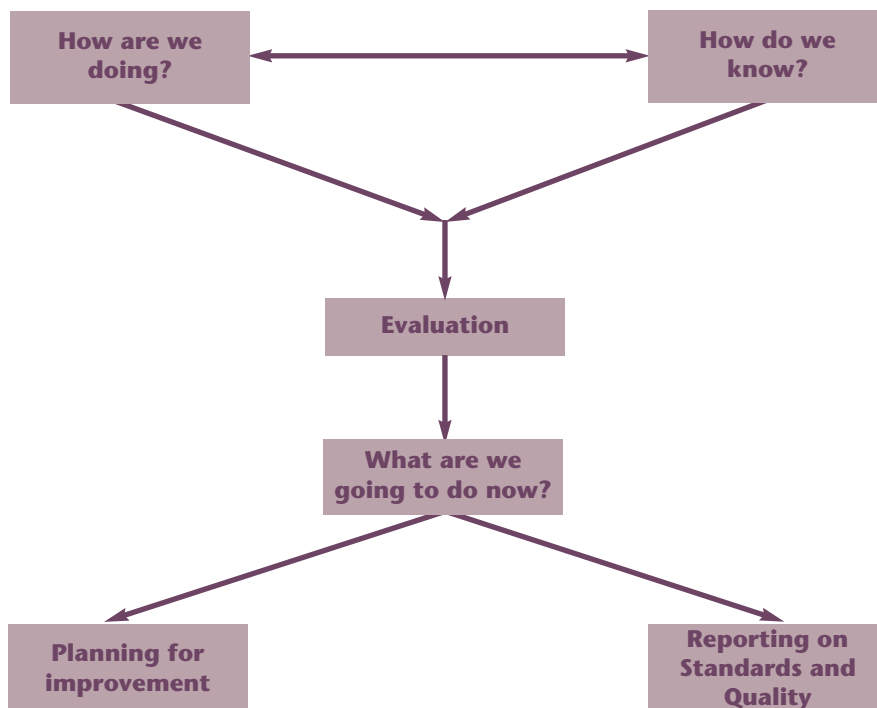 How are we
doing?
How do we
know?
Evaluation
What are we
going to do now?
Planning for
improvement
Reporting on
Standards and
Quality